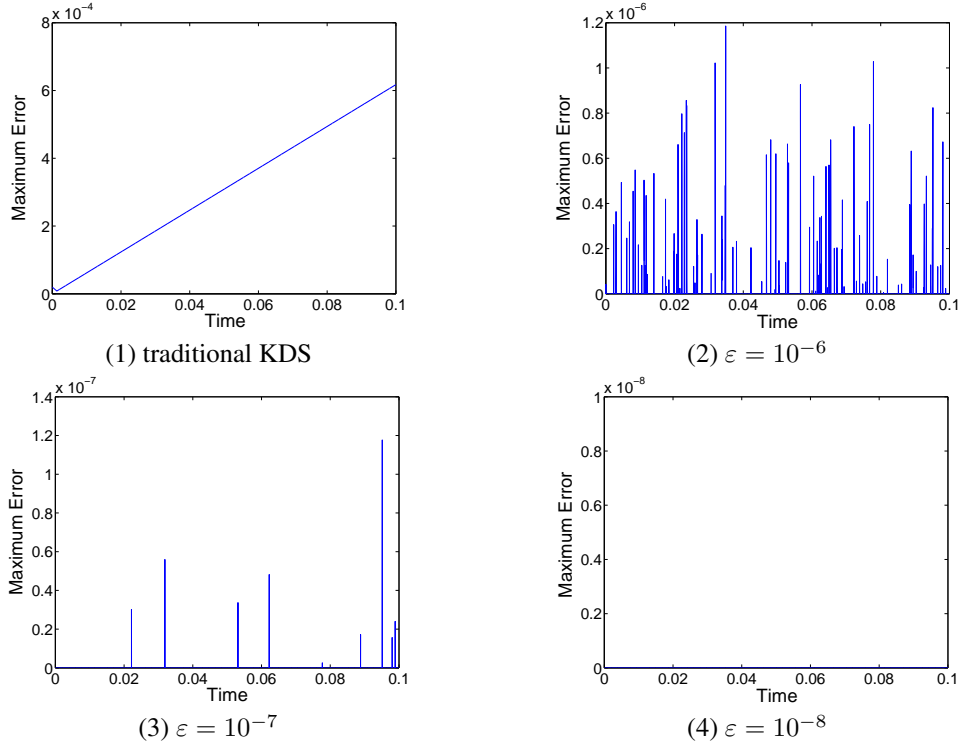 x 10⁻⁴
8
6
4
2
0
0 0.02 0.04 0.06 0.08 0.1
Maximum Error
Time
(1) traditional KDS
x 10⁻⁶
1.2
1
0.8
0.6
0.4
0.2
0
0 0.02 0.04 0.06 0.08 0.1
Maximum Error
Time
(2) ε = 10⁻⁶
x 10⁻⁷
1.4
1.2
1
0.8
0.6
0.4
0.2
0
0 0.02 0.04 0.06 0.08 0.1
Maximum Error
Time
(3) ε = 10⁻⁷
x 10⁻⁸
1
0.8
0.6
0.4
0.2
0
0 0.02 0.04 0.06 0.08 0.1
Maximum Error
Time
(4) ε = 10⁻⁸